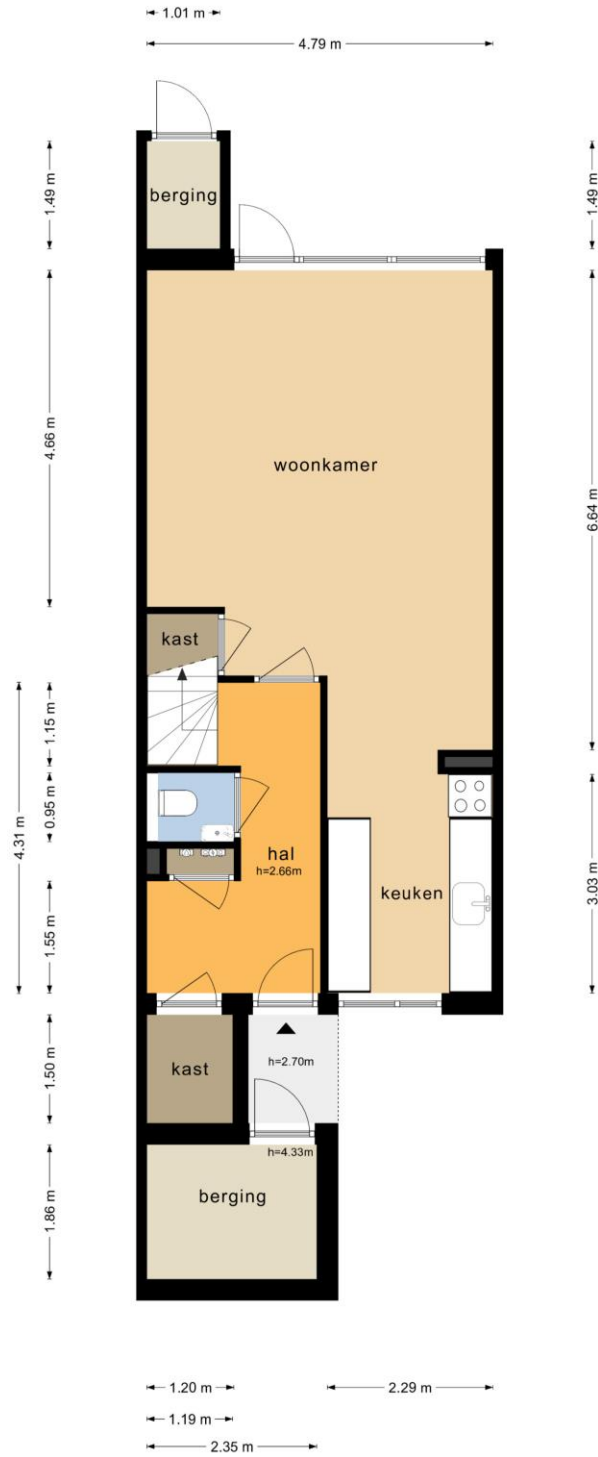 1.01 m
4.79 m
berging
1.49 m
1.49 m
4.66 m
woonkamer
6.64 m
kast
1.15 m
4.31 m
0.95 m
hal
h=2.66m
keuken
3.03 m
1.55 m
kast
h=2.70m
1.50 m
h=4.33m
berging
1.86 m
1.20 m
2.29 m
1.19 m
2.35 m